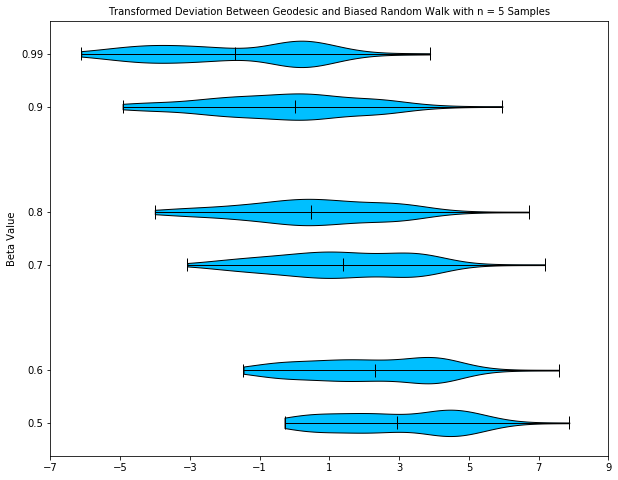 Transformed Deviation Between Geodesic and Biased Random Walk with n = 5 Samples
0.99
0.9
0.8
Beta Value
0.7
0.6
0.5
−7 −5 −3 −1 1 3 5 7 9